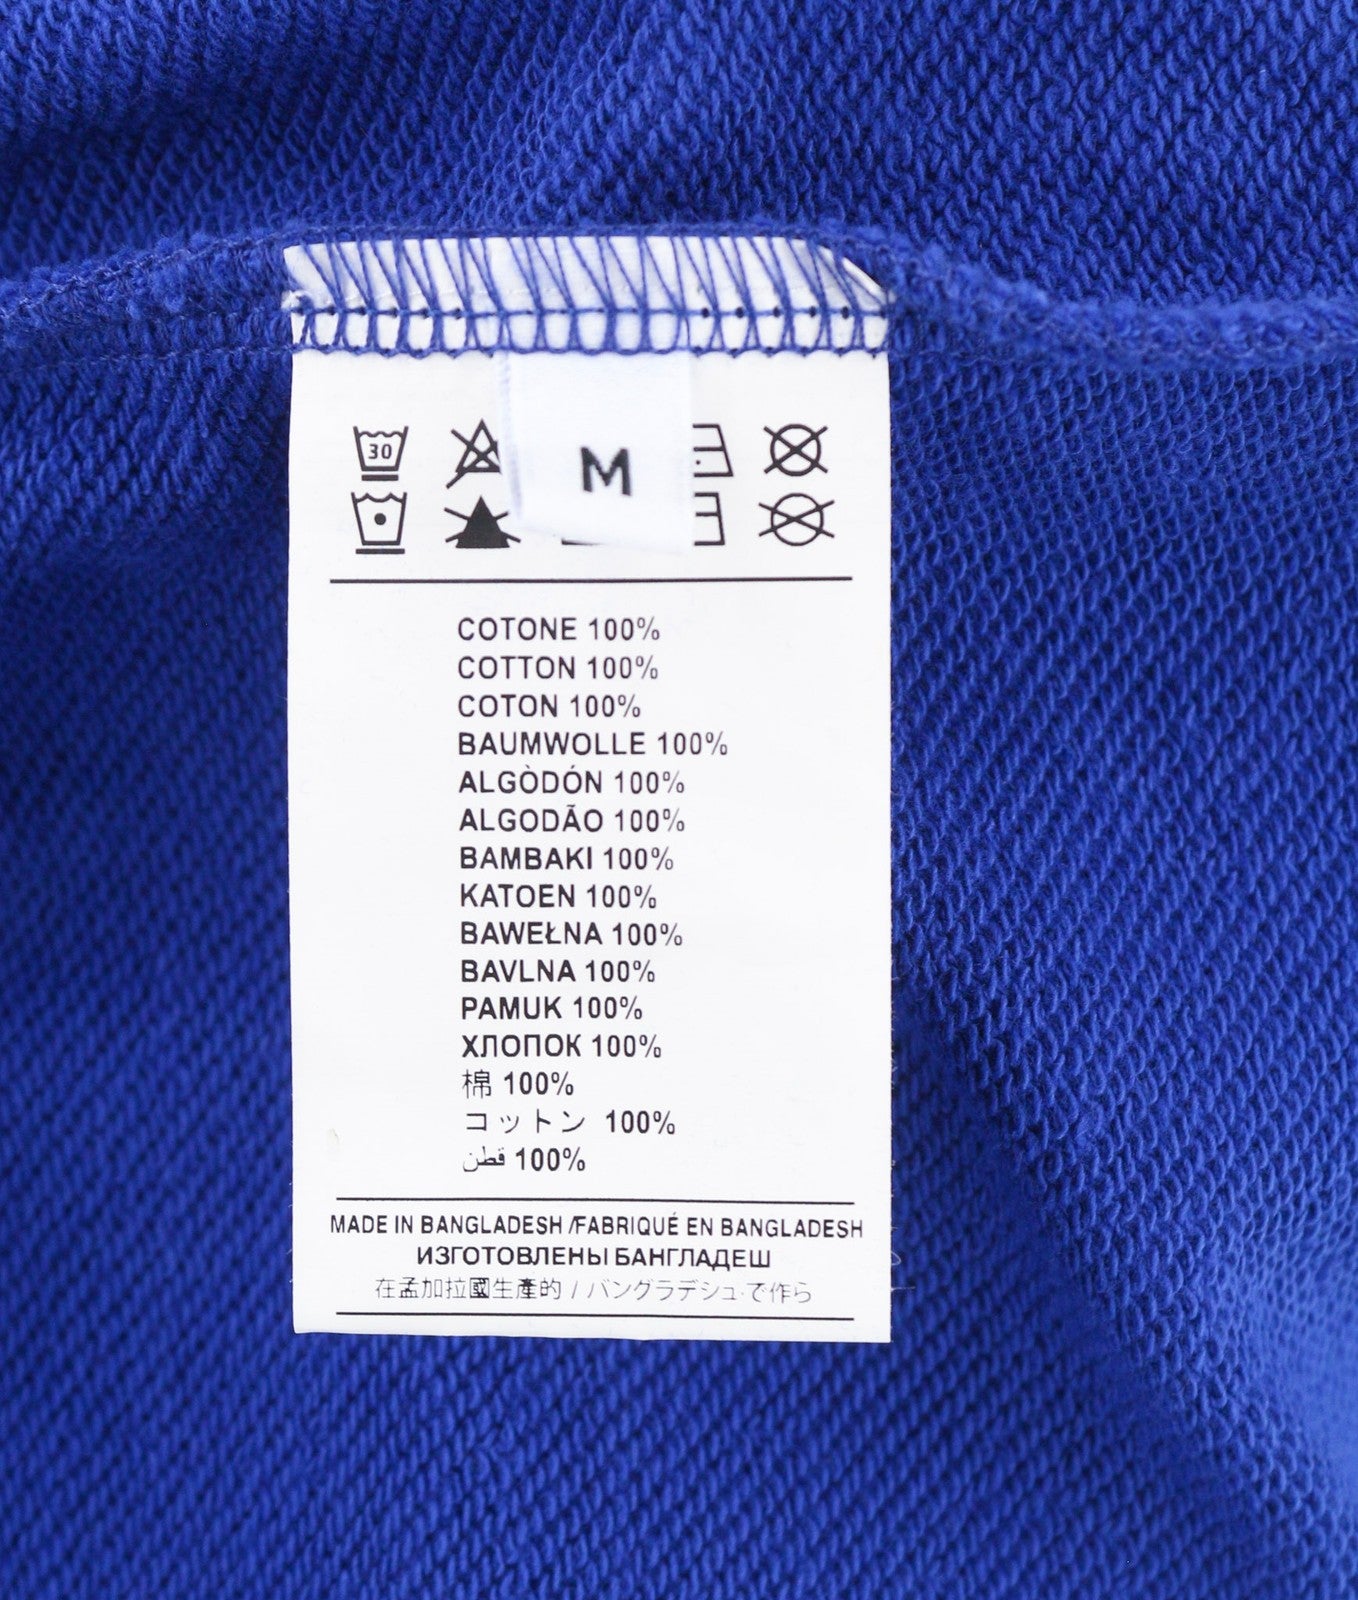 M
30
COTONE 100%
COTTON 100%
COTON 100%
BAUMWOLLE 100%
ALGÒDÓN 100%
ALGODÃO 100%
BAMBAKI 100%
KATOEN 100%
BAWEŁNA 100%
BAVLNA 100%
PAMUK 100%
ХЛОПОК 100%
棉 100%
コットン 100%
قطن 100%
MADE IN BANGLADESH /FABRIQUÉ EN BANGLADESH
ИЗГОТОВЛЕНЫ БАНГЛАДЕШ
在孟加拉國生產的 / バングラデシュで作ら